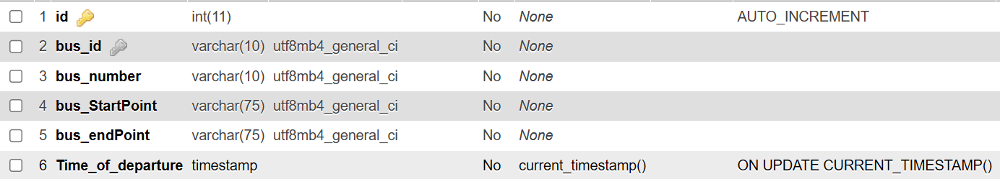 1 id int(11) No None AUTO_INCREMENT
2 bus_id varchar(10) utf8mb4_general_ci No None
3 bus_number varchar(10) utf8mb4_general_ci No None
4 bus_StartPoint varchar(75) utf8mb4_general_ci No None
5 bus_endPoint varchar(75) utf8mb4_general_ci No None
6 Time_of_departure timestamp No current_timestamp() ON UPDATE CURRENT_TIMESTAMP()